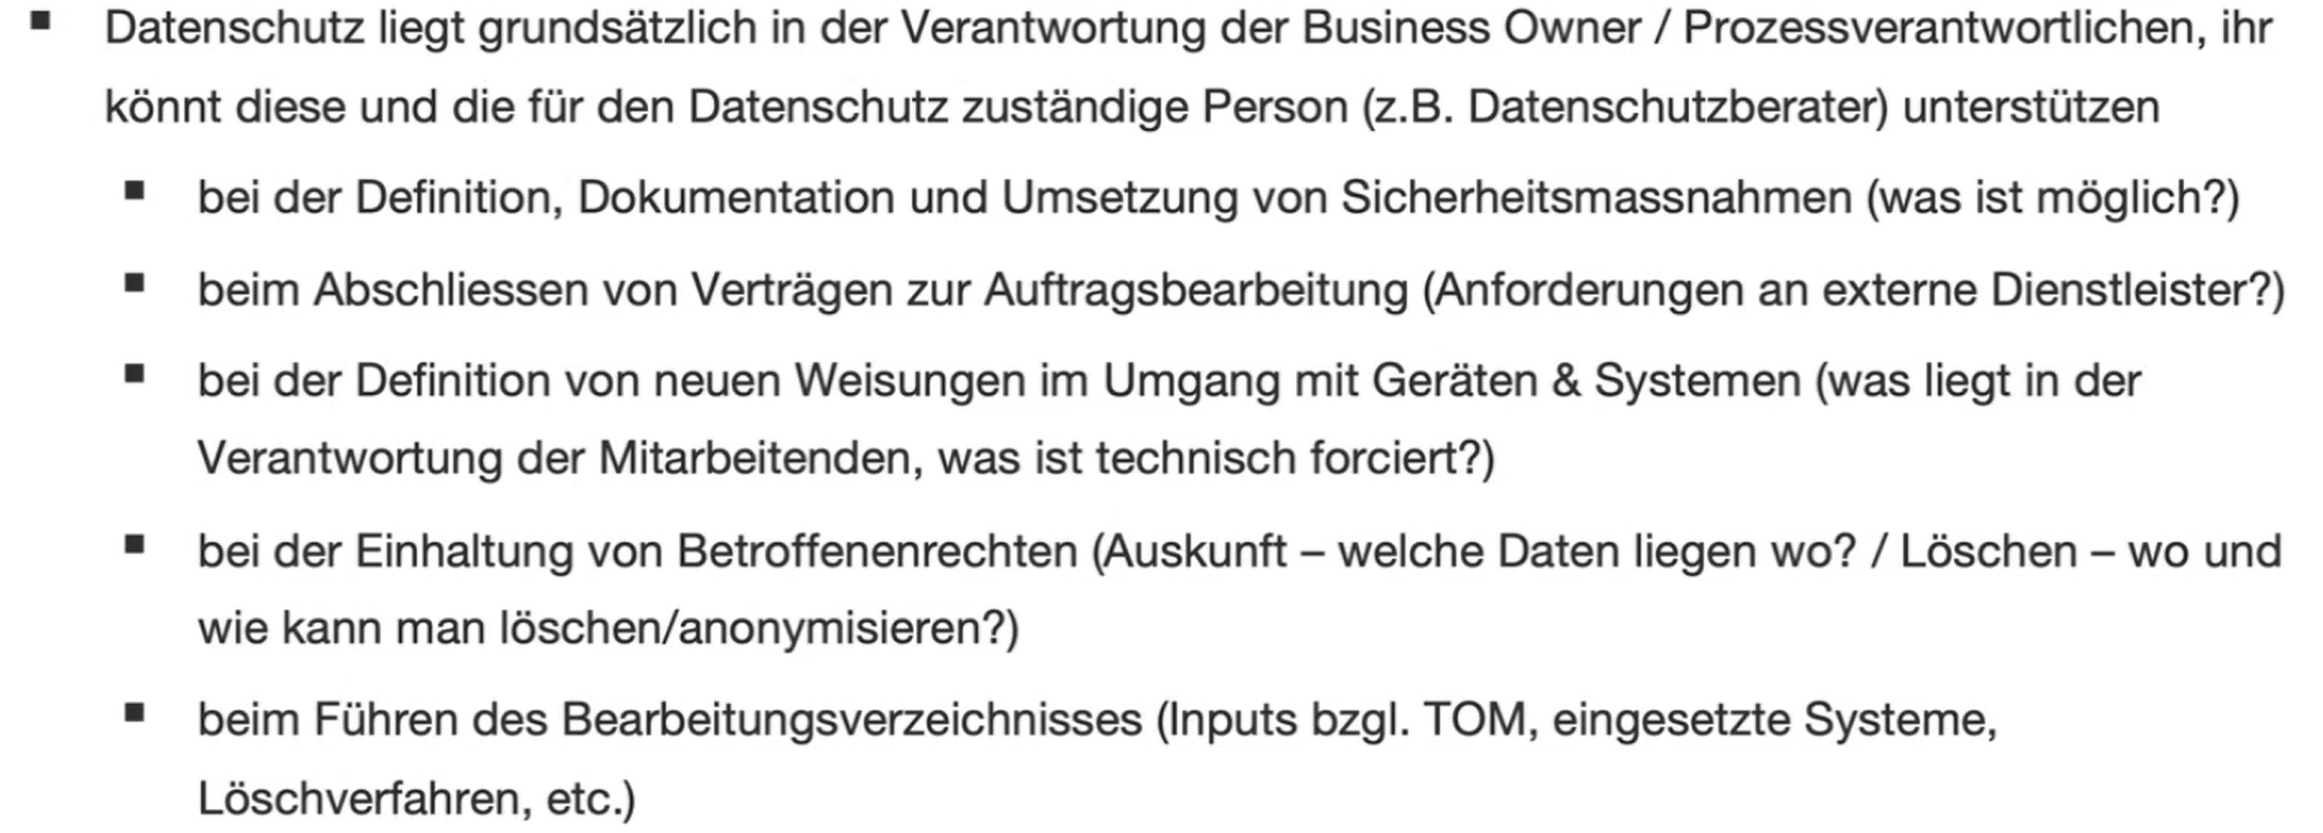 ▪ Datenschutz liegt grundsätzlich in der Verantwortung der Business Owner / Prozessverantwortlichen, ihr
könnt diese und die für den Datenschutz zuständige Person (z.B. Datenschutzberater) unterstützen
▪ bei der Definition, Dokumentation und Umsetzung von Sicherheitsmassnahmen (was ist möglich?)
▪ beim Abschliessen von Verträgen zur Auftragsbearbeitung (Anforderungen an externe Dienstleister?)
▪ bei der Definition von neuen Weisungen im Umgang mit Geräten & Systemen (was liegt in der
Verantwortung der Mitarbeitenden, was ist technisch forciert?)
▪ bei der Einhaltung von Betroffenenrechten (Auskunft – welche Daten liegen wo? / Löschen – wo und
wie kann man löschen/anonymisieren?)
▪ beim Führen des Bearbeitungsverzeichnisses (Inputs bzgl. TOM, eingesetzte Systeme,
Löschverfahren, etc.)